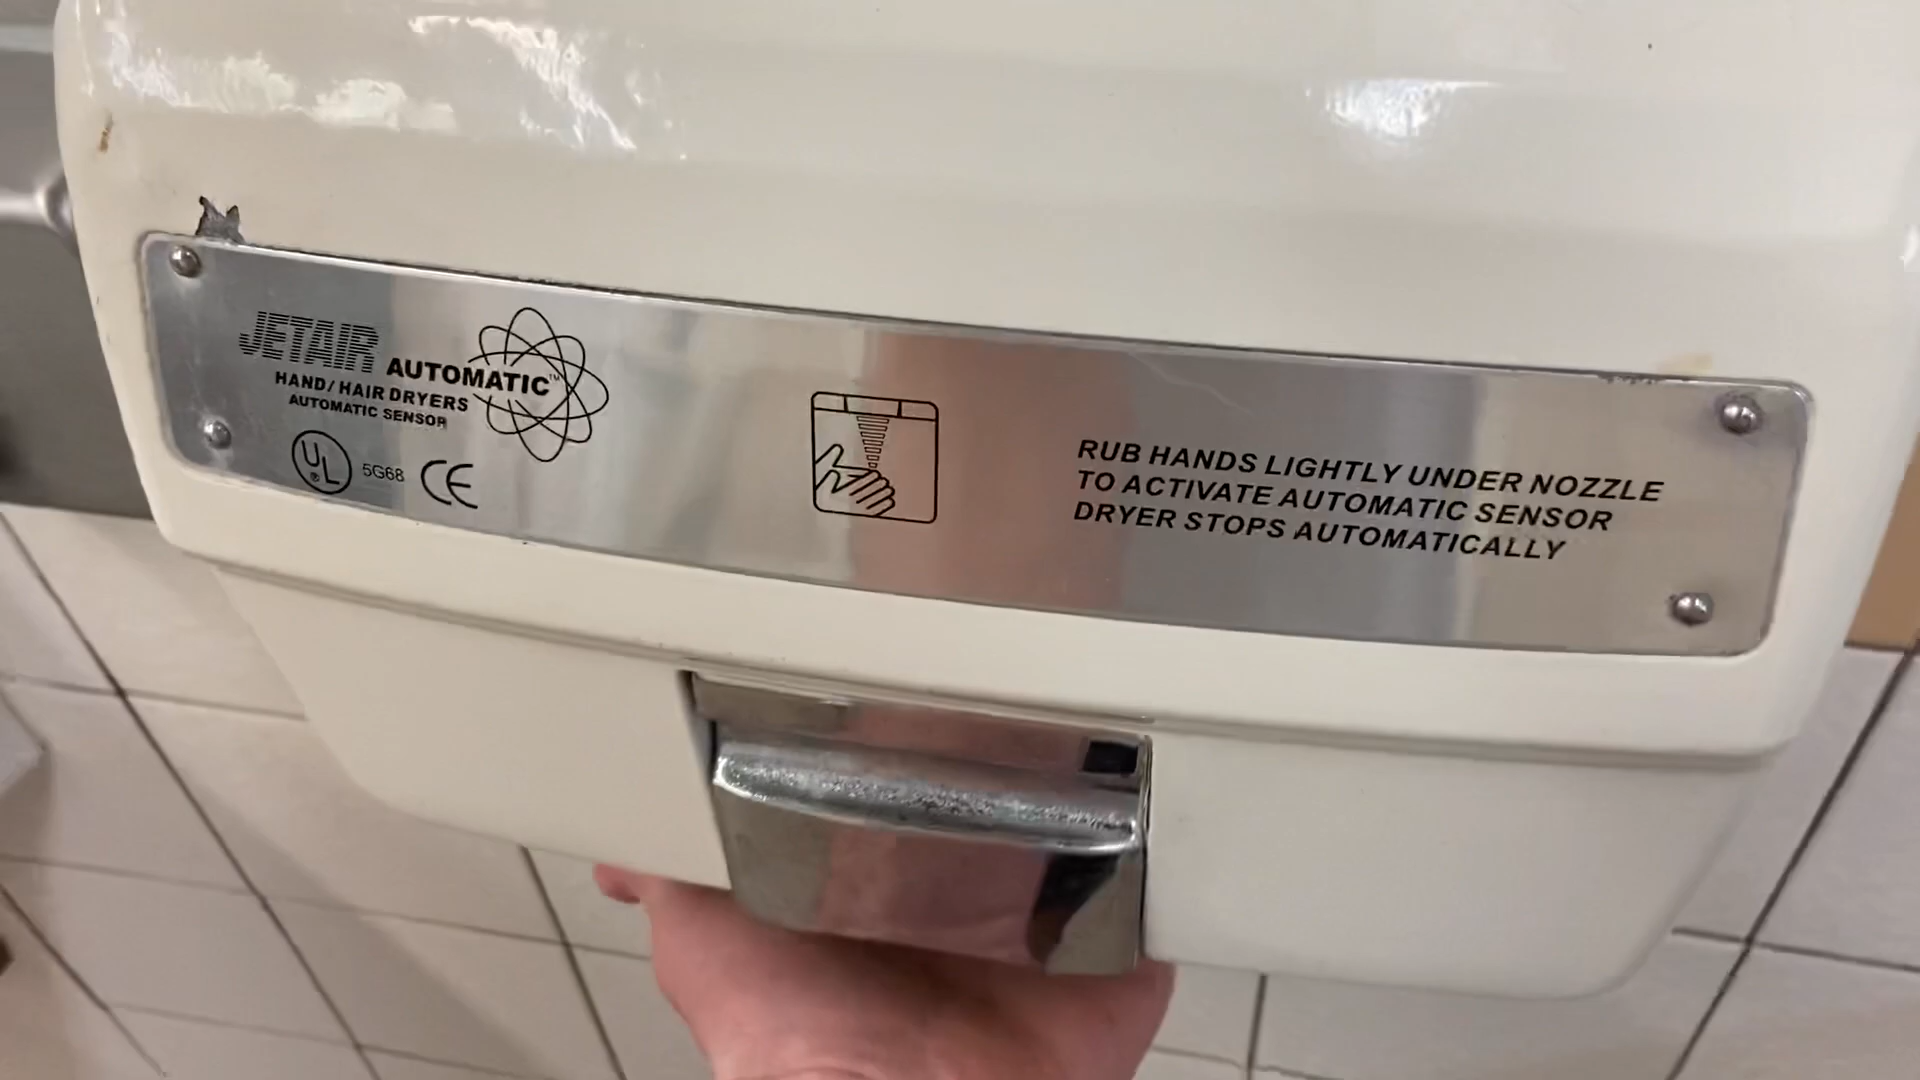 JETAIR
AUTOMATIC™
HAND/HAIR DRYERS
AUTOMATIC SENSOR
UL ® 5G68 CE
RUB HANDS LIGHTLY UNDER NOZZLE
TO ACTIVATE AUTOMATIC SENSOR
DRYER STOPS AUTOMATICALLY